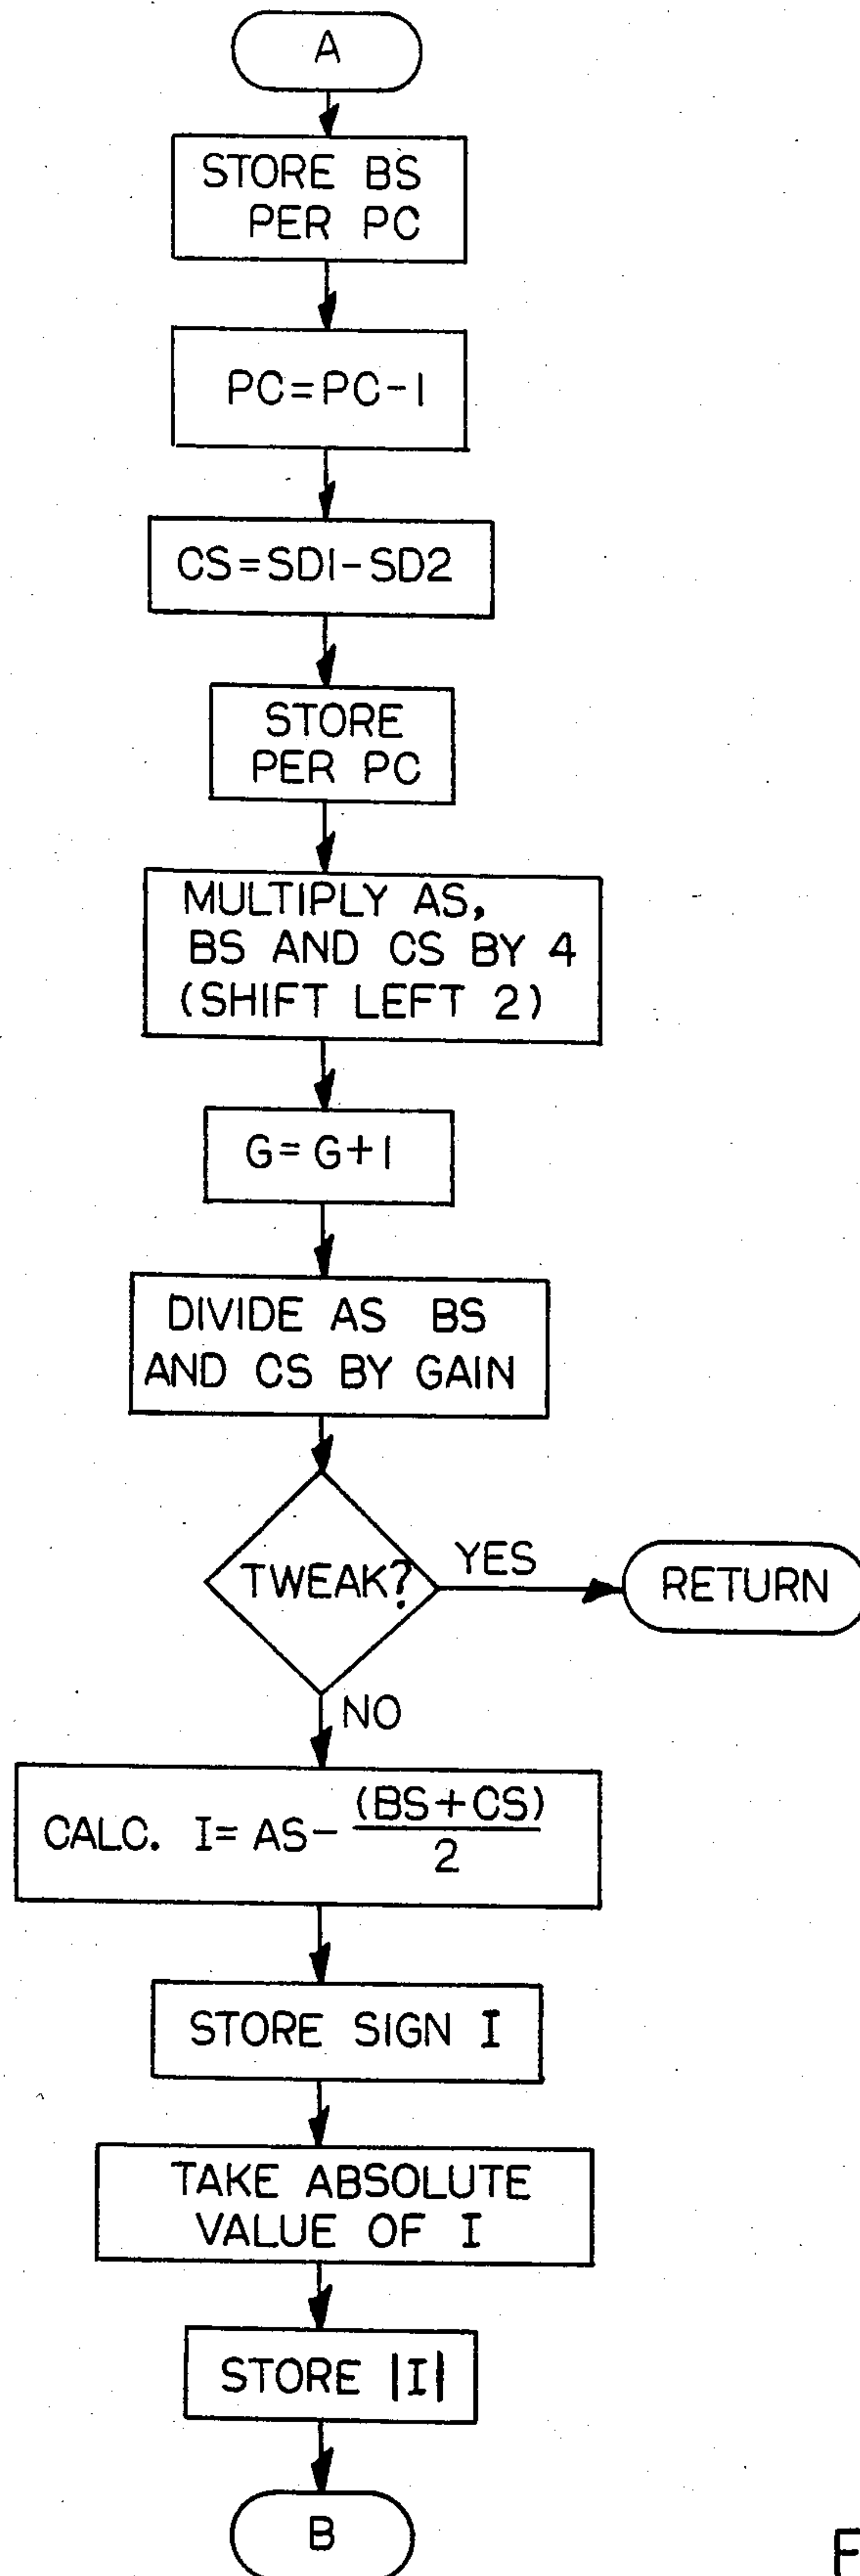 A
STORE BS
PER PC
PC=PC-1
CS=SD1-SD2
STORE
PER PC
MULTIPLY AS,
BS AND CS BY 4
(SHIFT LEFT 2)
G=G+1
DIVIDE AS BS
AND CS BY GAIN
TWEAK?
YES
RETURN
NO
CALC. I=AS-(BS+CS)/2
STORE SIGN I
TAKE ABSOLUTE
VALUE OF I
STORE |I|
B